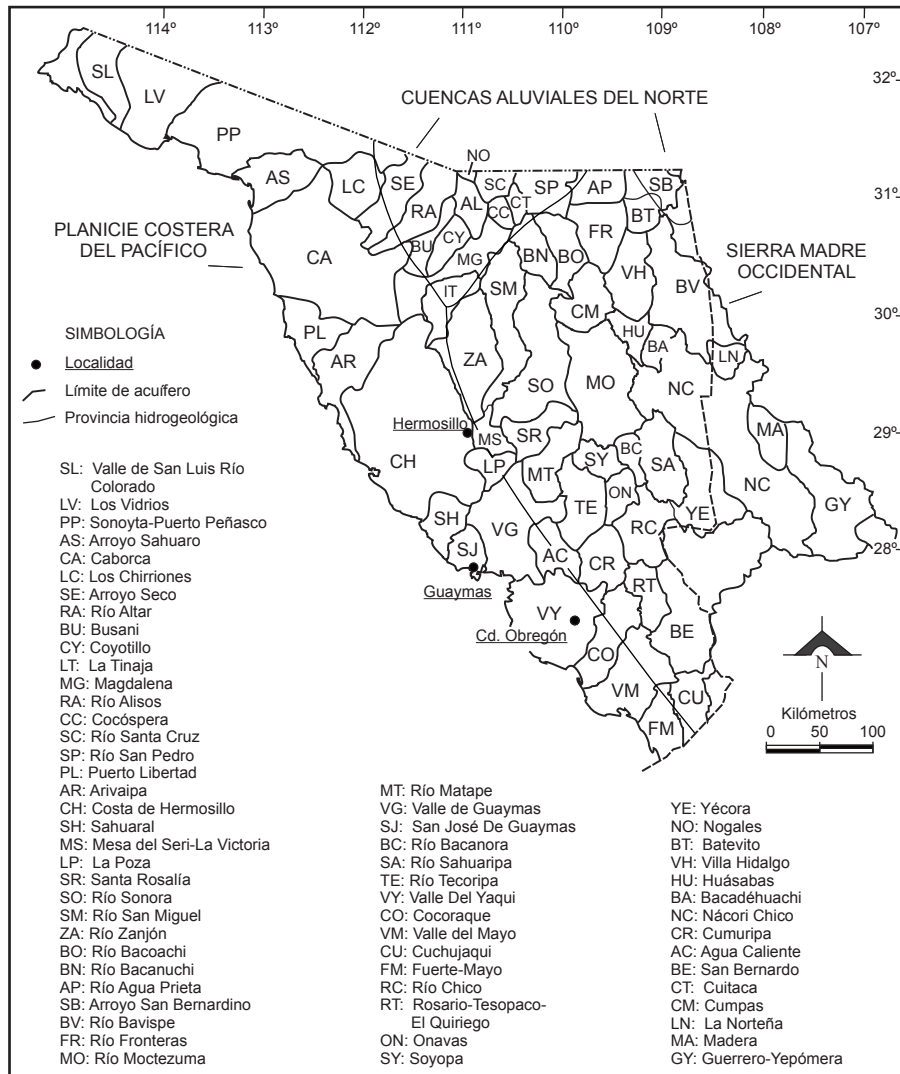 114° 113° 112° 111° 110° 109° 108° 107°
SL
LV
32°
CUENCAS ALUVIALES DEL NORTE
PP
NO
AS LC SE SC SP AP SB
31°
RA AL CC CT BT
PLANICIE COSTERA
DEL PACÍFICO
BU CY FR
CA MG BN BO VH
SIERRA MADRE
OCCIDENTAL
IT SM BV
CM
30°
PL HU
SIMBOLOGÍA
AR ZA BA LN
Localidad
SO MO NC
Límite de acuífero
Provincia hidrogeológica
Hermosillo
MS SR MA
29°
CH LP BC
SY SA
MT NC
TE ON GY
SH VG RC YE
SJ AC CR
28°
Guaymas
RT
VY
Cd. Obregón
BE
CO
N
VM CU
FM
Kilómetros
0 50 100
SL: Valle de San Luis Río
Colorado
LV: Los Vidrios
PP: Sonoyta-Puerto Peñasco
AS: Arroyo Sahuaro
CA: Caborca
LC: Los Chirriones
SE: Arroyo Seco
RA: Río Altar
BU: Busani
CY: Coyotillo
LT: La Tinaja
MG: Magdalena
RA: Río Alisos
CC: Cocóspera
SC: Río Santa Cruz
SP: Río San Pedro
PL: Puerto Libertad
AR: Arivaipa
CH: Costa de Hermosillo
SH: Sahuaral
MS: Mesa del Seri-La Victoria
LP: La Poza
SR: Santa Rosalía
SO: Río Sonora
SM: Río San Miguel
ZA: Río Zanjón
BO: Río Bacoachi
BN: Río Bacanuchi
AP: Río Agua Prieta
SB: Arroyo San Bernardino
BV: Río Bavispe
FR: Río Fronteras
MO: Río Moctezuma
MT: Río Matape
VG: Valle de Guaymas
SJ: San José De Guaymas
BC: Río Bacanora
SA: Río Sahuaripa
TE: Río Tecoripa
VY: Valle Del Yaqui
CO: Cocoraque
VM: Valle del Mayo
CU: Cuchujaqui
FM: Fuerte-Mayo
RC: Río Chico
RT: Rosario-Tesopaco-
El Quiriego
ON: Onavas
SY: Soyopa
YE: Yécora
NO: Nogales
BT: Batevito
VH: Villa Hidalgo
HU: Huásabas
BA: Bacadéhuachi
NC: Nácori Chico
CR: Cumuripa
AC: Agua Caliente
BE: San Bernardo
CT: Cuitaca
CM: Cumpas
LN: La Norteña
MA: Madera
GY: Guerrero-Yepómera